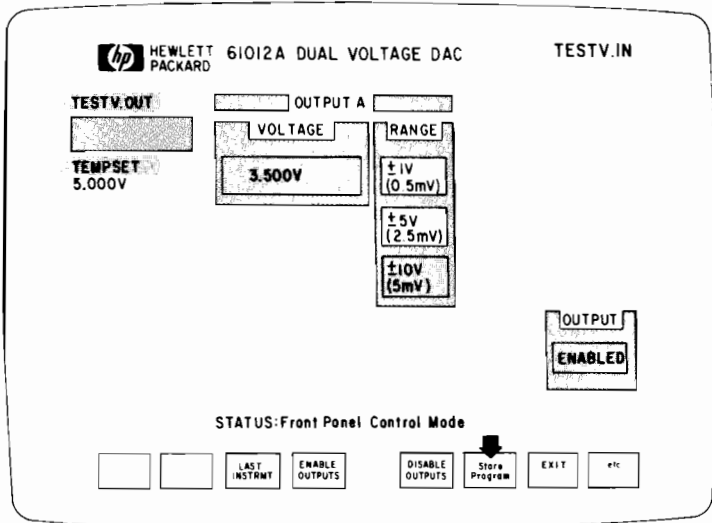 hp HEWLETT PACKARD 61012A DUAL VOLTAGE DAC TESTV.IN
TESTV.OUT
OUTPUT A
VOLTAGE
RANGE
TEMPSET
5.000V
3.500V
±1V
(0.5mV)
±5V
(2.5mV)
±10V
(5mV)
OUTPUT
ENABLED
STATUS:Front Panel Control Mode
LAST INSTRMT
ENABLE OUTPUTS
DISABLE OUTPUTS
Store Program
EXIT
etc